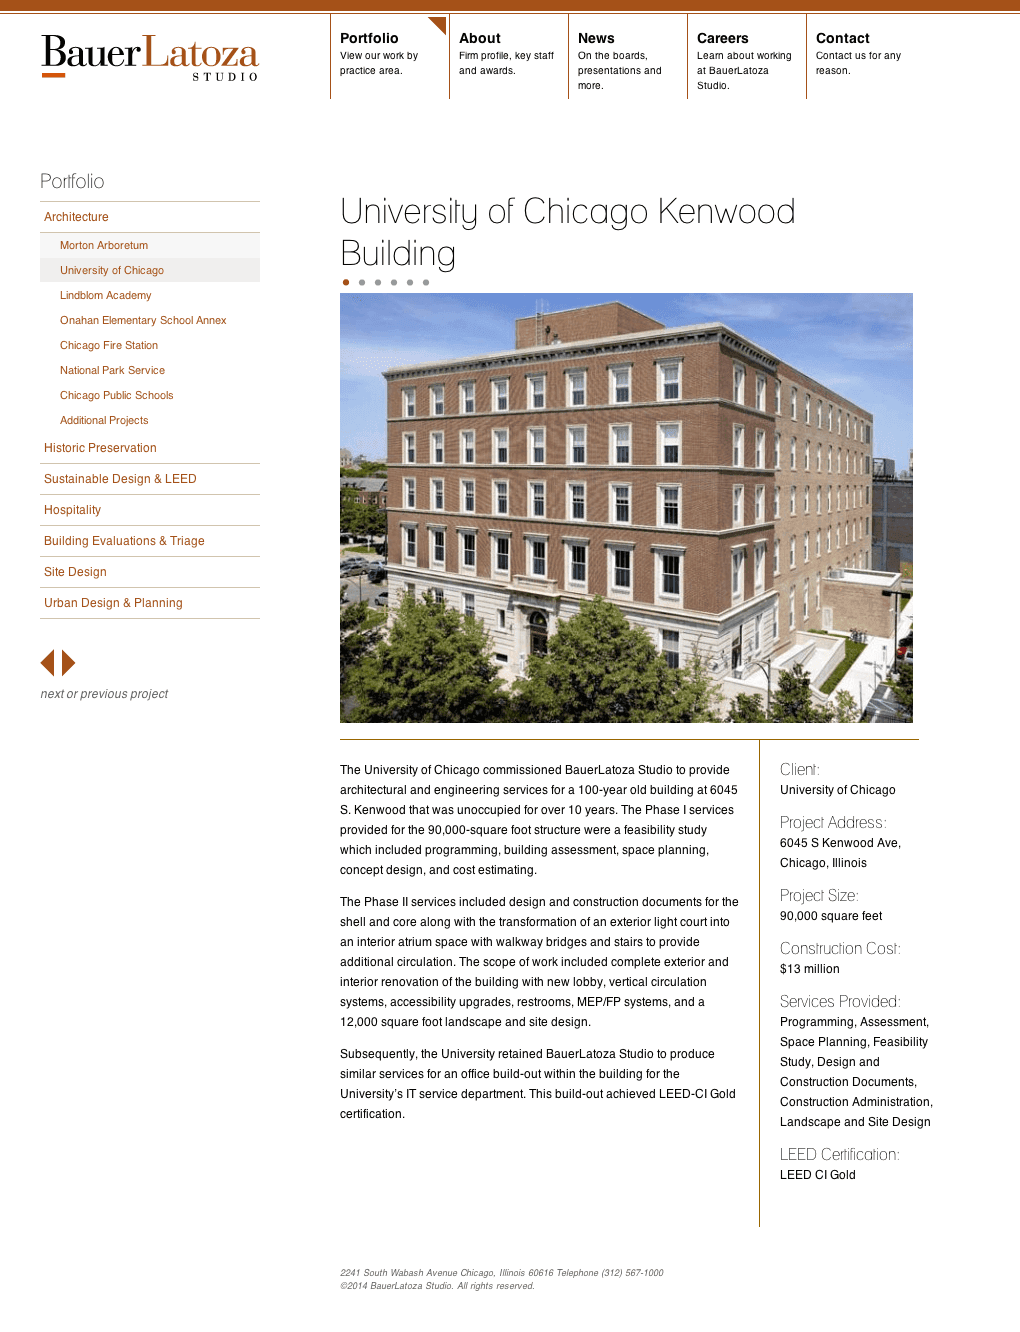 BauerLatoza
STUDIO
Portfolio
View our work by
practice area.
About
Firm profile, key staff
and awards.
News
On the boards,
presentations and
more.
Careers
Learn about working
at BauerLatoza
Studio.
Contact
Contact us for any
reason.
Portfolio
Architecture
Morton Arboretum
University of Chicago
Lindblom Academy
Onahan Elementary School Annex
Chicago Fire Station
National Park Service
Chicago Public Schools
Additional Projects
Historic Preservation
Sustainable Design & LEED
Hospitality
Building Evaluations & Triage
Site Design
Urban Design & Planning
next or previous project
University of Chicago Kenwood
Building
The University of Chicago commissioned BauerLatoza Studio to provide
architectural and engineering services for a 100-year old building at 6045
S. Kenwood that was unoccupied for over 10 years. The Phase I services
provided for the 90,000-square foot structure were a feasibility study
which included programming, building assessment, space planning,
concept design, and cost estimating.
The Phase II services included design and construction documents for the
shell and core along with the transformation of an exterior light court into
an interior atrium space with walkway bridges and stairs to provide
additional circulation. The scope of work included complete exterior and
interior renovation of the building with new lobby, vertical circulation
systems, accessibility upgrades, restrooms, MEP/FP systems, and a
12,000 square foot landscape and site design.
Subsequently, the University retained BauerLatoza Studio to produce
similar services for an office build-out within the building for the
University's IT service department. This build-out achieved LEED-CI Gold
certification.
Client:
University of Chicago
Project Address:
6045 S Kenwood Ave,
Chicago, Illinois
Project Size:
90,000 square feet
Construction Cost:
$13 million
Services Provided:
Programming, Assessment,
Space Planning, Feasibility
Study, Design and
Construction Documents,
Construction Administration,
Landscape and Site Design
LEED Certification:
LEED CI Gold
2241 South Wabash Avenue Chicago, Illinois 60616 Telephone (312) 567-1000
©2014 BauerLatoza Studio. All rights reserved.